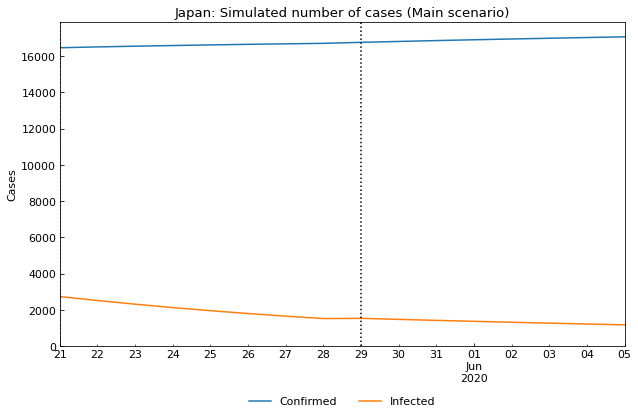 Japan: Simulated number of cases (Main scenario)
Cases
16000
14000
12000
10000
8000
6000
4000
2000
0
21 22 23 24 25 26 27 28 29 30 31 01 02 03 04 05
Jun
2020
Confirmed Infected